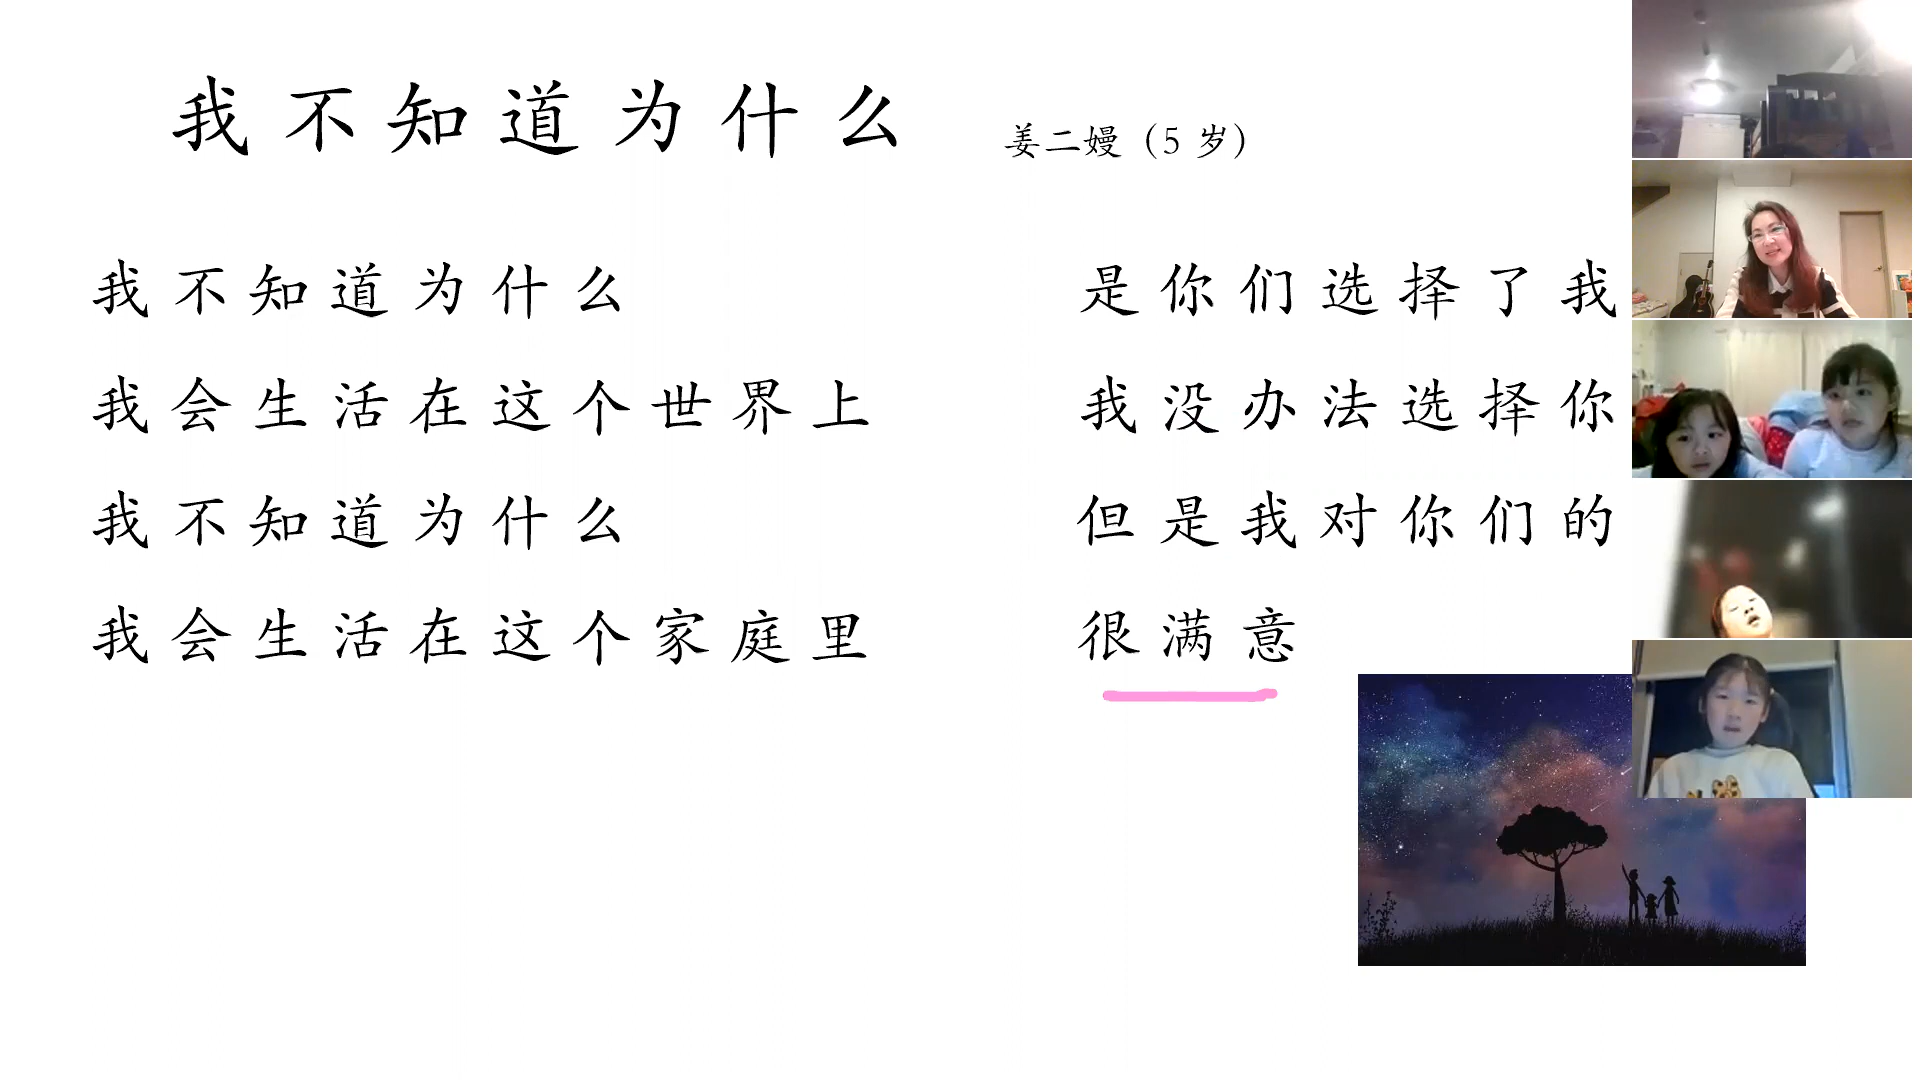 我不知道为什么
姜二嫚（5 岁）
我不知道为什么
我会生活在这个世界上
我不知道为什么
我会生活在这个家庭里
是你们选择了我
我没办法选择你
但是我对你们的
很满意